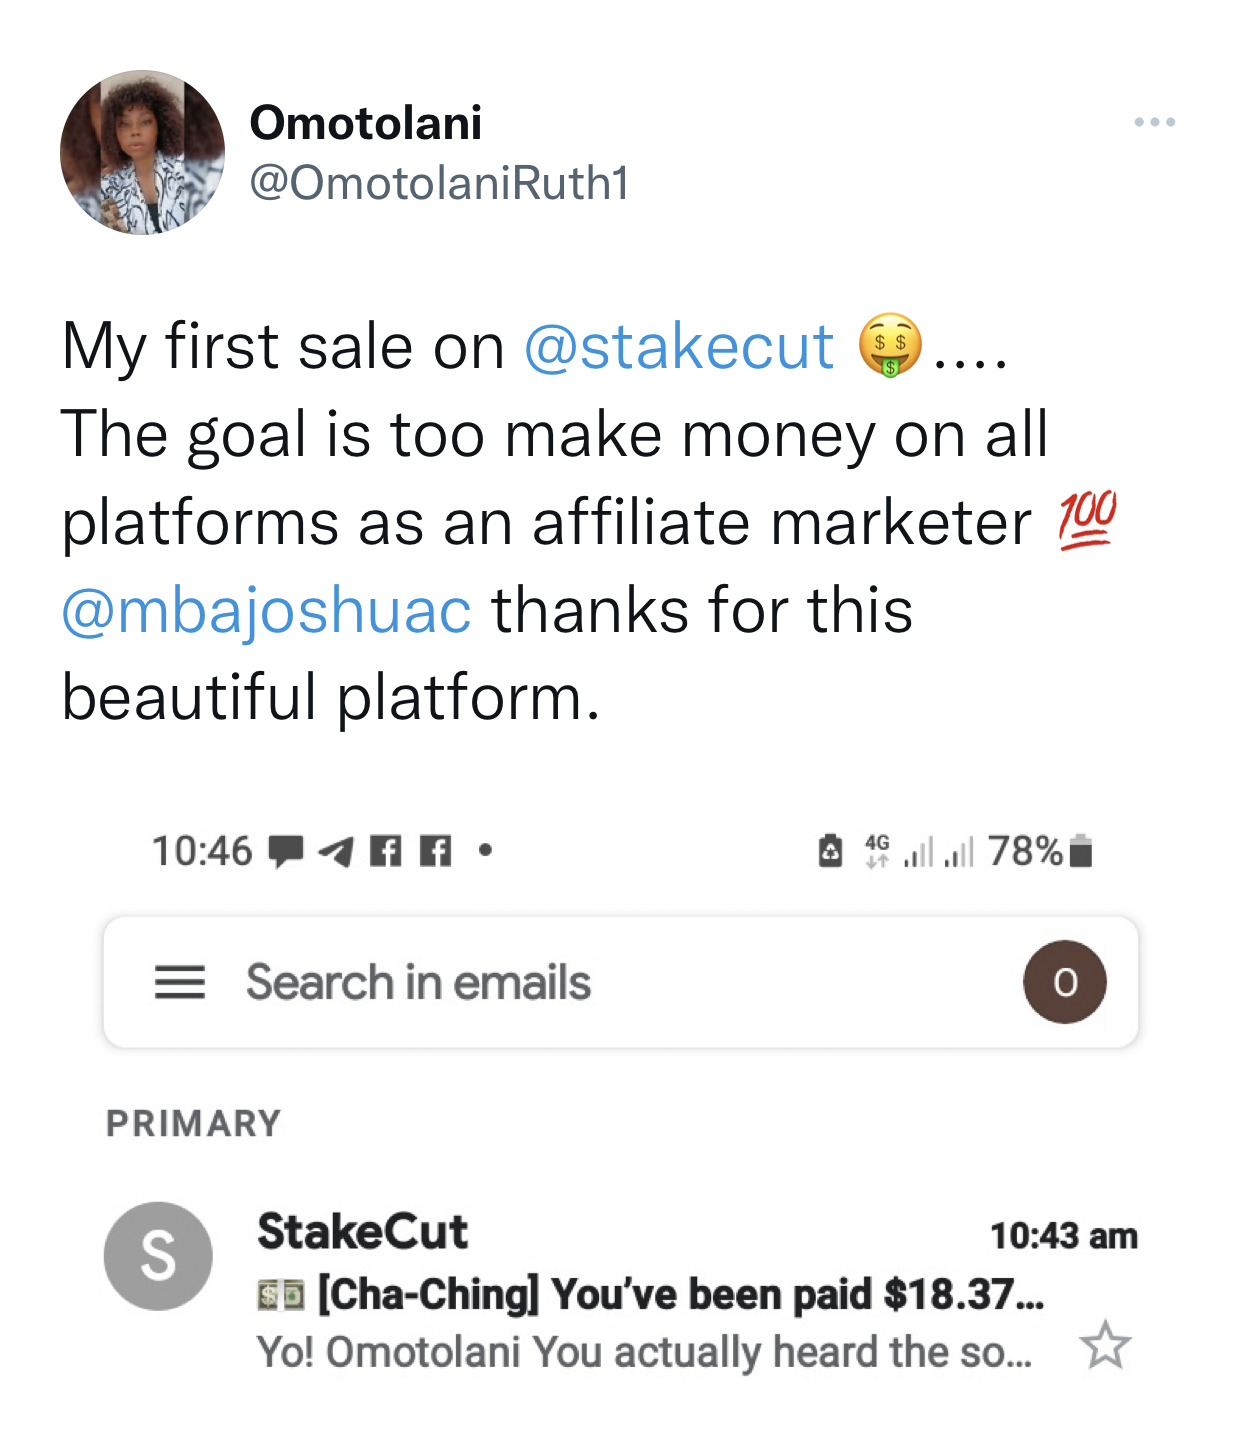 Omotolani
@OmotolaniRuth1
My first sale on @stakecut 🤑....
The goal is too make money on all
platforms as an affiliate marketer 💯
@mbajoshuac thanks for this
beautiful platform.
10:46 4G 78%
Search in emails O
PRIMARY
S StakeCut 10:43 am
💵 [Cha-Ching] You’ve been paid $18.37...
Yo! Omotolani You actually heard the so...